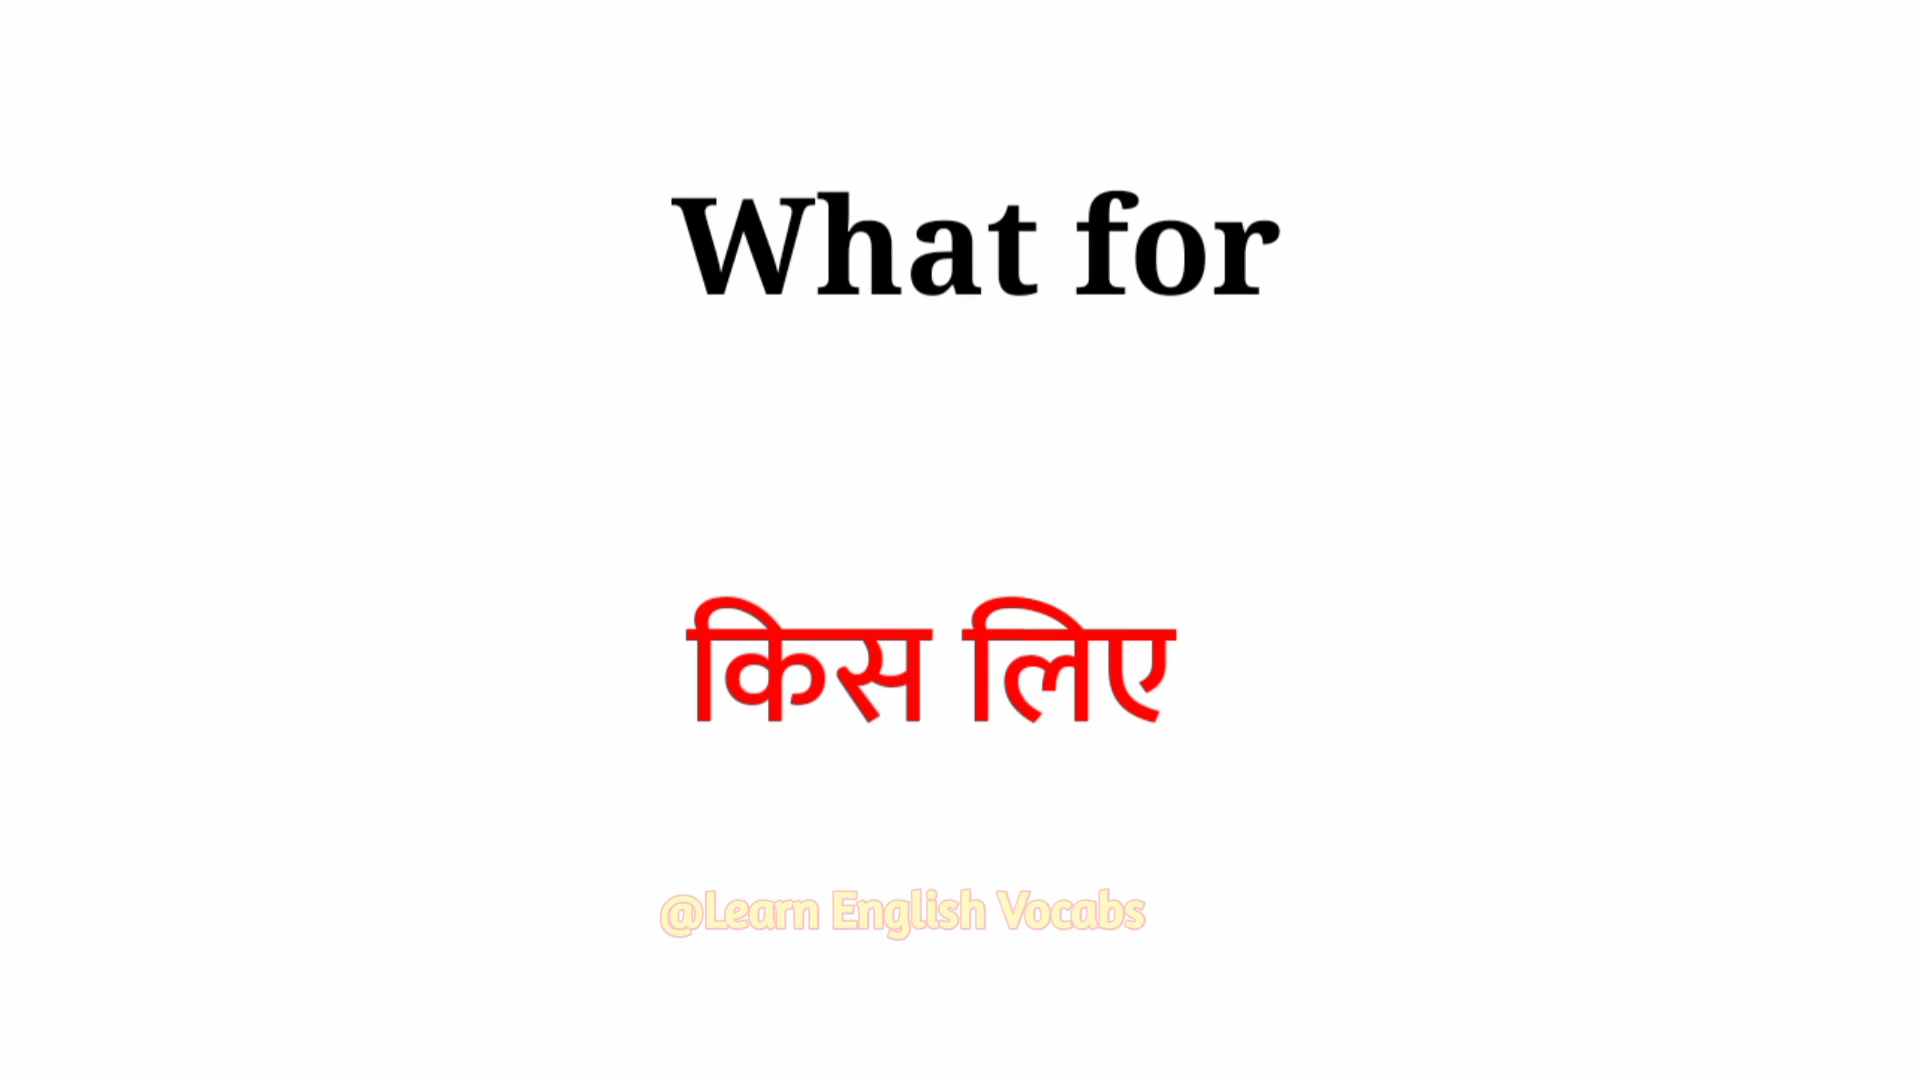 What for
किस लिए
@Learn English Vocabs